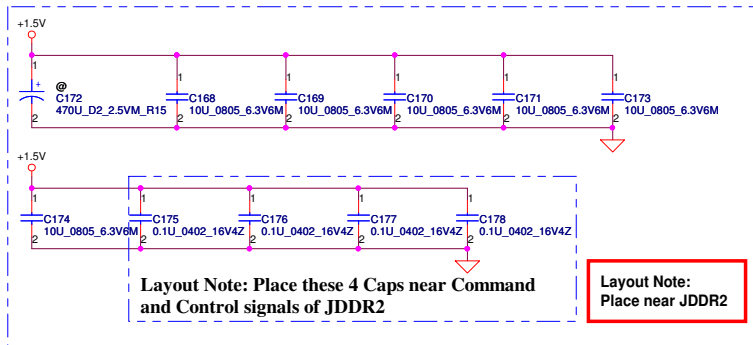 +1.5V
1 1 1 1 1 1
+ @
C172 C168 C169 C170 C171 C173
470U_D2_2.5VM_R15 10U_0805_6.3V6M 10U_0805_6.3V6M 10U_0805_6.3V6M 10U_0805_6.3V6M 10U_0805_6.3V6M
2 2 2 2 2 2
+1.5V
1 1 1 1 1
C174 C175 C176 C177 C178
10U_0805_6.3V6M 0.1U_0402_16V4Z 0.1U_0402_16V4Z 0.1U_0402_16V4Z 0.1U_0402_16V4Z
2 2 2 2 2
Layout Note: Place these 4 Caps near Command
and Control signals of JDDR2
Layout Note:
Place near JDDR2